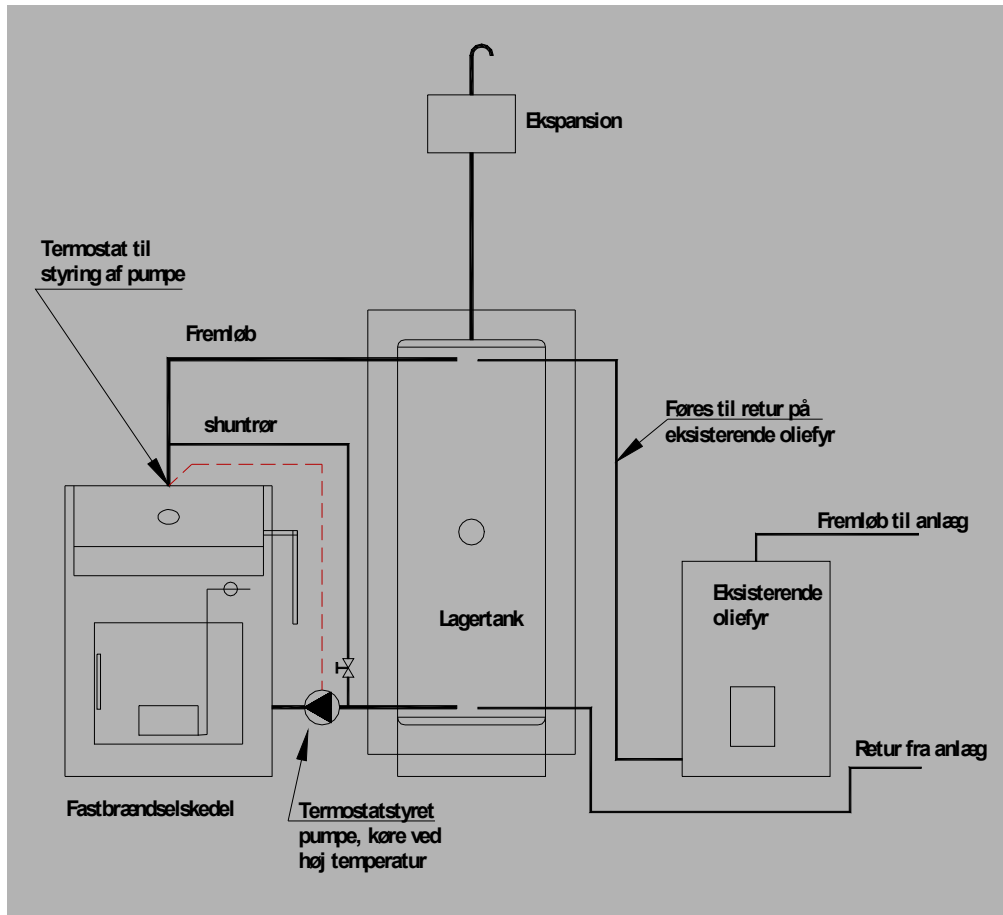 Ekspansion
Termostat til
styring af pumpe
Fremløb
shuntrør
Føres til retur på
eksisterende oliefyr
Fremløb til anlæg
Eksisterende
oliefyr
Lagertank
Retur fra anlæg
Fastbrændselskedel
Termostatstyret
pumpe, køre ved
høj temperatur